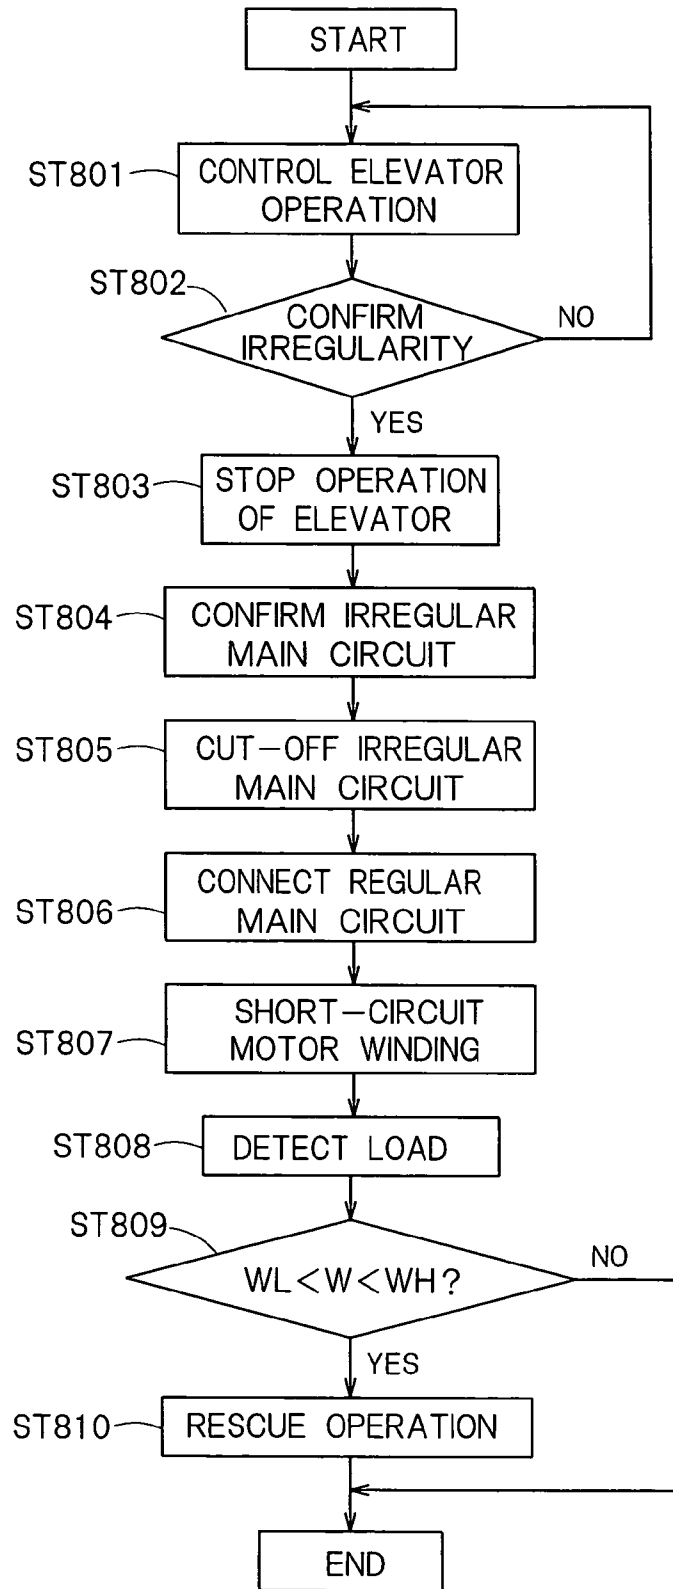 START
ST801
CONTROL ELEVATOR
OPERATION
ST802
CONFIRM
IRREGULARITY
NO
YES
ST803
STOP OPERATION
OF ELEVATOR
ST804
CONFIRM IRREGULAR
MAIN CIRCUIT
ST805
CUT-OFF IRREGULAR
MAIN CIRCUIT
ST806
CONNECT REGULAR
MAIN CIRCUIT
ST807
SHORT-CIRCUIT
MOTOR WINDING
ST808
DETECT LOAD
ST809
WL<W<WH?
NO
YES
ST810
RESCUE OPERATION
END